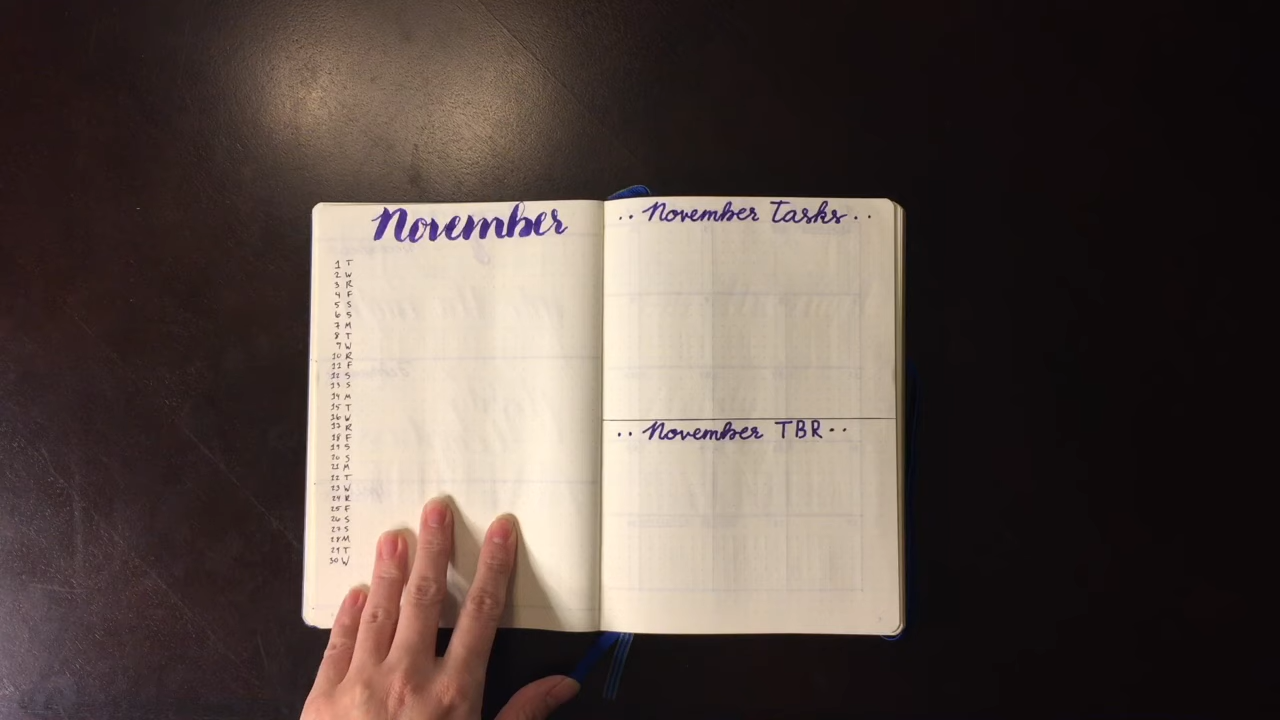 November
1 T
2 W
3 R
4 F
5 S
6 S
7 M
8 T
9 W
10 R
11 F
12 S
13 S
14 M
15 T
16 W
17 R
18 F
19 S
20 S
21 M
22 T
23 W
24 R
25 F
26 S
27 S
28 M
29 T
30 W
.. November Tasks ..
.. November TBR ..